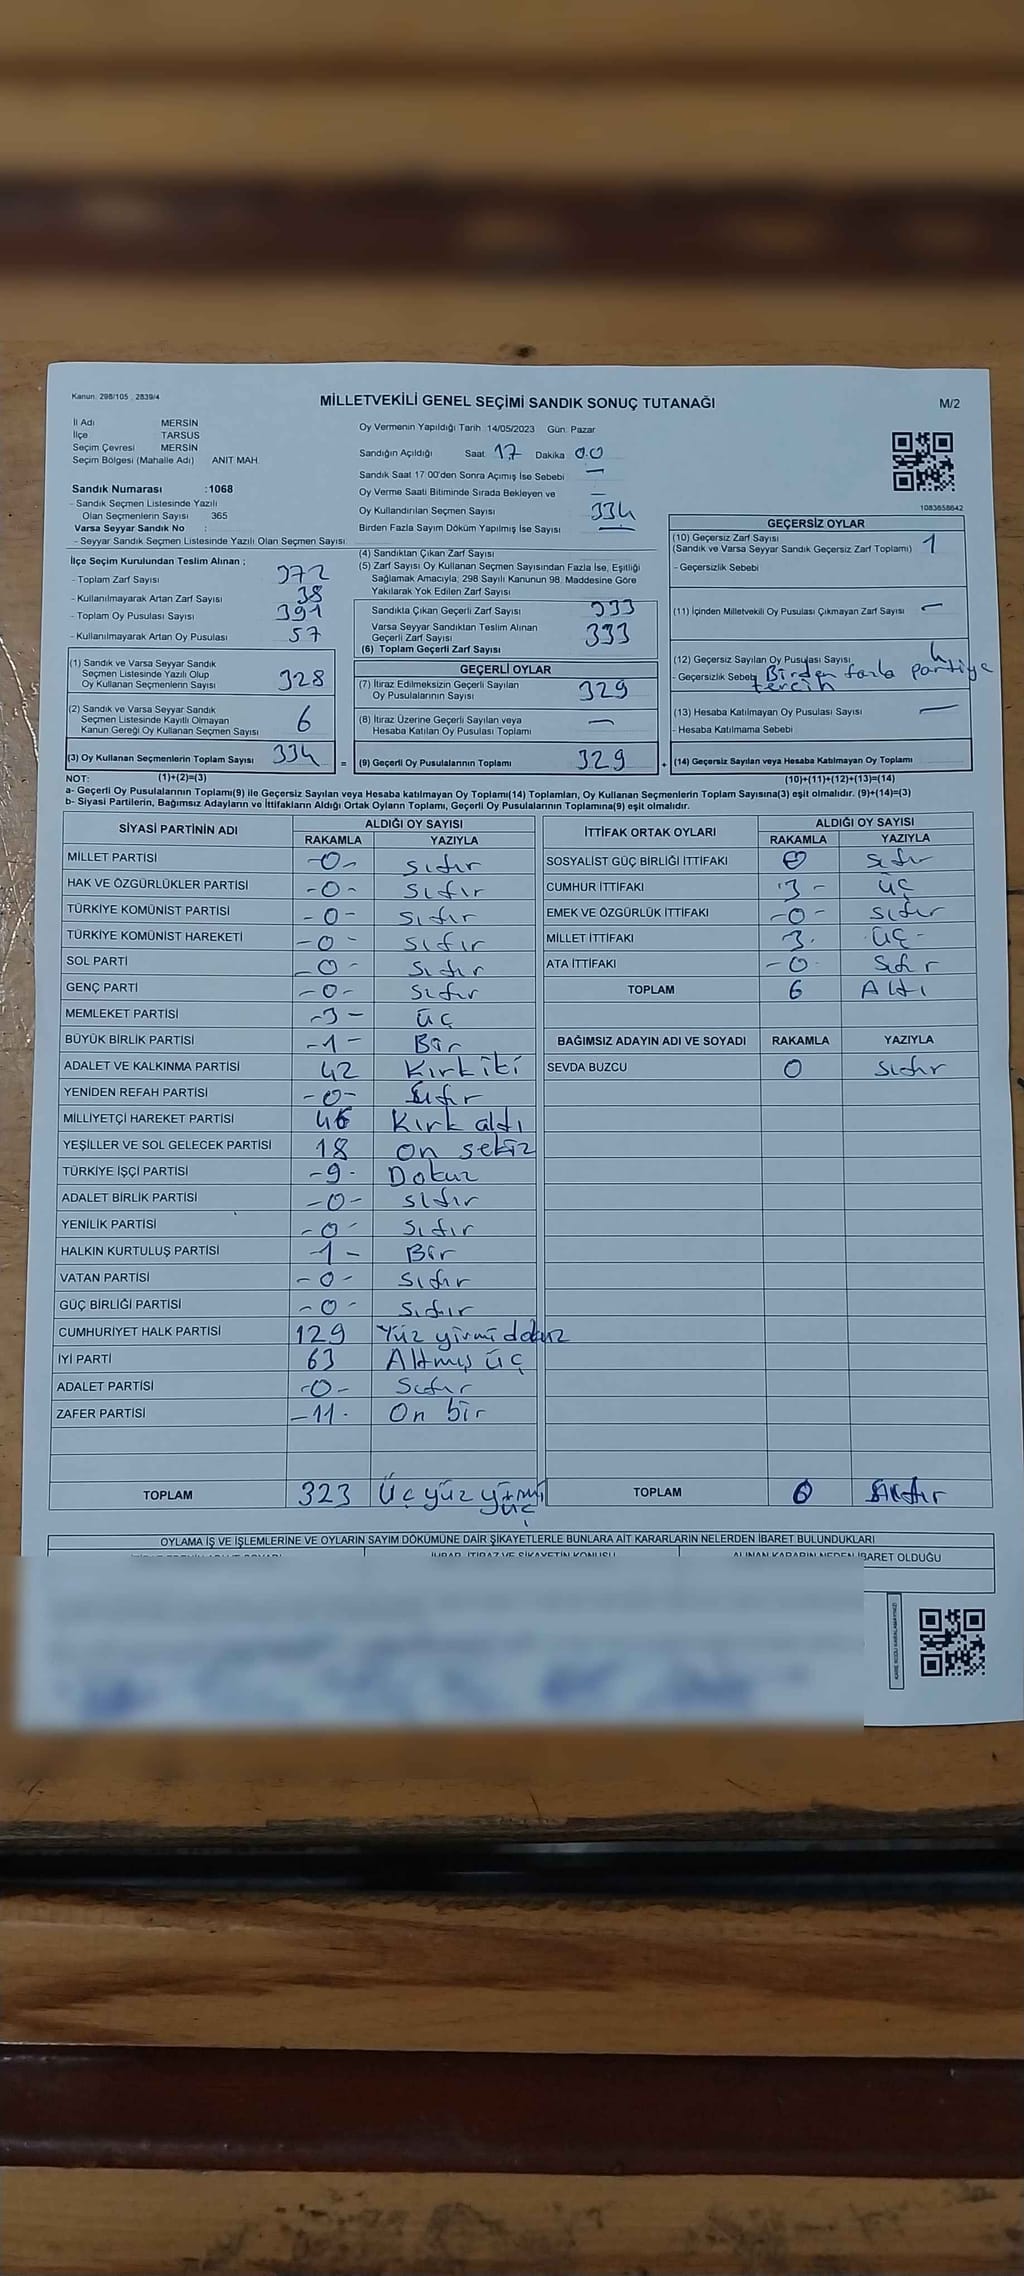 Kanun: 298/105 , 2839/4
MİLLETVEKİLİ GENEL SEÇİMİ SANDIK SONUÇ TUTANAĞI
M/2
İl Adı MERSİN
İlçe TARSUS
Seçim Çevresi MERSİN
Seçim Bölgesi (Mahalle Adı) ANIT MAH.
Oy Vermenin Yapıldığı Tarih 14/05/2023 Gün: Pazar
Sandığın Açıldığı Saat 17 Dakika 00
Sandık Saat 17:00'den Sonra Açımış İse Sebebi —
Oy Verme Saati Bitiminde Sırada Bekleyen ve —
Oy Kullandırılan Seçmen Sayısı 334
Birden Fazla Sayım Döküm Yapılmış İse Sayısı
1083658642
Sandık Numarası :1068
- Sandık Seçmen Listesinde Yazılı
Olan Seçmenlerin Sayısı 365
Varsa Seyyar Sandık No :
- Seyyar Sandık Seçmen Listesinde Yazılı Olan Seçmen Sayısı:
İlçe Seçim Kurulundan Teslim Alınan ;
- Toplam Zarf Sayısı 372
- Kullanılmayarak Artan Zarf Sayısı 38
- Toplam Oy Pusulası Sayısı 391
- Kullanılmayarak Artan Oy Pusulası 57
(1) Sandık ve Varsa Seyyar Sandık
Seçmen Listesinde Yazılı Olup
Oy Kullanan Seçmenlerin Sayısı 328
(2) Sandık ve Varsa Seyyar Sandık
Seçmen Listesinde Kayıtlı Olmayan
Kanun Gereği Oy Kullanan Seçmen Sayısı 6
(3) Oy Kullanan Seçmenlerin Toplam Sayısı 334 =
(4) Sandıktan Çıkan Zarf Sayısı
(5) Zarf Sayısı Oy Kullanan Seçmen Sayısından Fazla İse, Eşitliği
Sağlamak Amacıyla, 298 Sayılı Kanunun 98. Maddesine Göre
Yakılarak Yok Edilen Zarf Sayısı
Sandıkta Çıkan Geçerli Zarf Sayısı 333
Varsa Seyyar Sandıktan Teslim Alınan
Geçerli Zarf Sayısı 333
(6) Toplam Geçerli Zarf Sayısı
GEÇERLİ OYLAR
(7) İtiraz Edilmeksizin Geçerli Sayılan
Oy Pusulalarının Sayısı 329
(8) İtiraz Üzerine Geçerli Sayılan veya
Hesaba Katılan Oy Pusulası Toplamı —
(9) Geçerli Oy Pusulalarının Toplamı 329 +
GEÇERSİZ OYLAR
(10) Geçersiz Zarf Sayısı
(Sandık ve Varsa Seyyar Sandık Geçersiz Zarf Toplamı) 1
- Geçersizlik Sebebi
(11) İçinden Milletvekili Oy Pusulası Çıkmayan Zarf Sayısı —
(12) Geçersiz Sayılan Oy Pusulası Sayısı 4
- Geçersizlik Sebebi Birden fazla partiye
tercih
(13) Hesaba Katılmayan Oy Pusulası Sayısı —
- Hesaba Katılmama Sebebi
(14) Geçersiz Sayılan veya Hesaba Katılmayan Oy Toplamı
NOT: (1)+(2)=(3) (10)+(11)+(12)+(13)=(14)
a- Geçerli Oy Pusulalarının Toplamı(9) ile Geçersiz Sayılan veya Hesaba katılmayan Oy Toplamı(14) Toplamları, Oy Kullanan Seçmenlerin Toplam Sayısına(3) eşit olmalıdır. (9)+(14)=(3)
b- Siyasi Partilerin, Bağımsız Adayların ve İttifakların Aldığı Ortak Oyların Toplamı, Geçerli Oy Pusulalarının Toplamına(9) eşit olmalıdır.
SİYASİ PARTİNİN ADI ALDIĞI OY SAYISI
RAKAMLA YAZIYLA
MİLLET PARTİSİ -0- sıfır
HAK VE ÖZGÜRLÜKLER PARTİSİ -0- sıfır
TÜRKİYE KOMÜNİST PARTİSİ -0- sıfır
TÜRKİYE KOMÜNİST HAREKETİ -0- sıfır
SOL PARTİ -0- sıfır
GENÇ PARTİ -0- sıfır
MEMLEKET PARTİSİ -3- üç
BÜYÜK BİRLİK PARTİSİ -1- Bir
ADALET VE KALKINMA PARTİSİ 42 Kırk iki
YENİDEN REFAH PARTİSİ -0- sıfır
MİLLİYETÇİ HAREKET PARTİSİ 46 Kırk altı
YEŞİLLER VE SOL GELECEK PARTİSİ 18 on sekiz
TÜRKİYE İŞÇİ PARTİSİ -9- Dokuz
ADALET BİRLİK PARTİSİ -0- sıfır
YENİLİK PARTİSİ -0- sıfır
HALKIN KURTULUŞ PARTİSİ -1- Bir
VATAN PARTİSİ -0- sıfır
GÜÇ BİRLİĞİ PARTİSİ -0- sıfır
CUMHURİYET HALK PARTİSİ 129 Yüz yirmi dokuz
İYİ PARTİ 63 Altmış üç
ADALET PARTİSİ -0- sıfır
ZAFER PARTİSİ -11- On bir
TOPLAM 323 Üç yüz yirmi
üç
İTTİFAK ORTAK OYLARI ALDIĞI OY SAYISI
RAKAMLA YAZIYLA
SOSYALİST GÜÇ BİRLİĞİ İTTİFAKI 0 sıfır
CUMHUR İTTİFAKI -3- üç
EMEK VE ÖZGÜRLÜK İTTİFAKI -0- sıfır
MİLLET İTTİFAKI 3- üç-
ATA İTTİFAKI -0- sıfır
TOPLAM 6 Altı
BAĞIMSIZ ADAYIN ADI VE SOYADI RAKAMLA YAZIYLA
SEVDA BUZCU 0 sıfır
TOPLAM 0 sıfır
OYLAMA İŞ VE İŞLEMLERİNE VE OYLARIN SAYIM DÖKÜMÜNE DAİR ŞİKAYETLERLE BUNLARA AİT KARARLARIN NELERDEN İBARET BULUNDUKLARI
İHBAR, İTİRAZ VE ŞİKAYETİN KONUSU ALINAN KARARIN NEDEN İBARET OLDUĞU